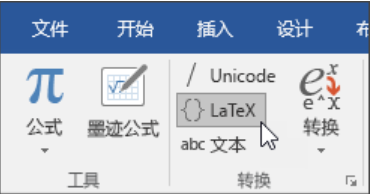 文件 开始 插入 设计
π / Unicode eˣ
{} LaTeX e^x
公式 墨迹公式 abc 文本 转换
工具 转换